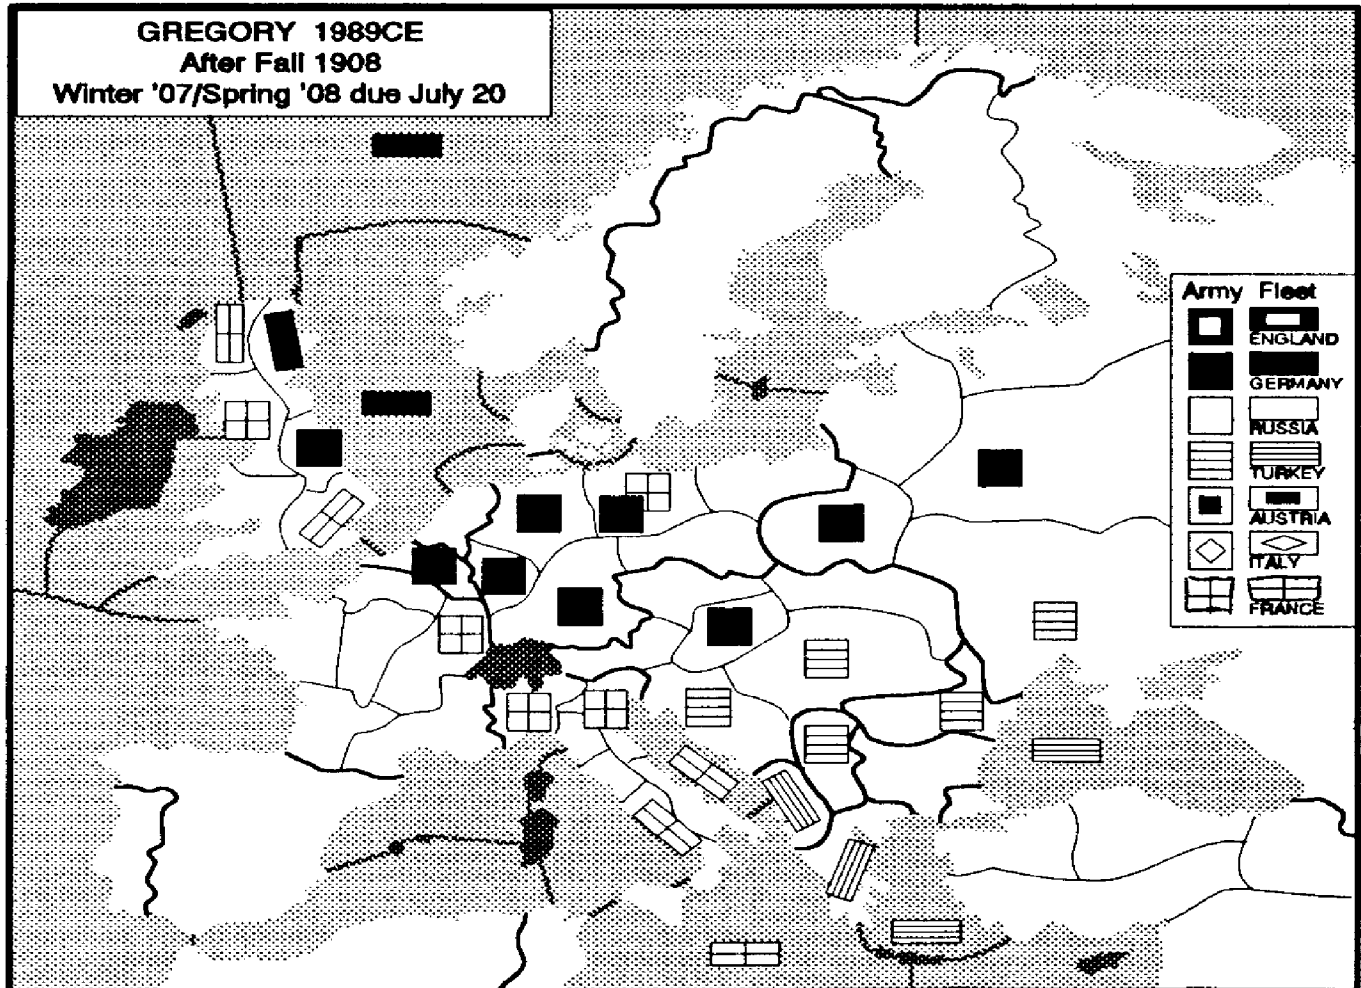 GREGORY 1989CE
After Fall 1908
Winter '07/Spring '08 due July 20
Army Fleet
ENGLAND
GERMANY
RUSSIA
TURKEY
AUSTRIA
ITALY
FRANCE